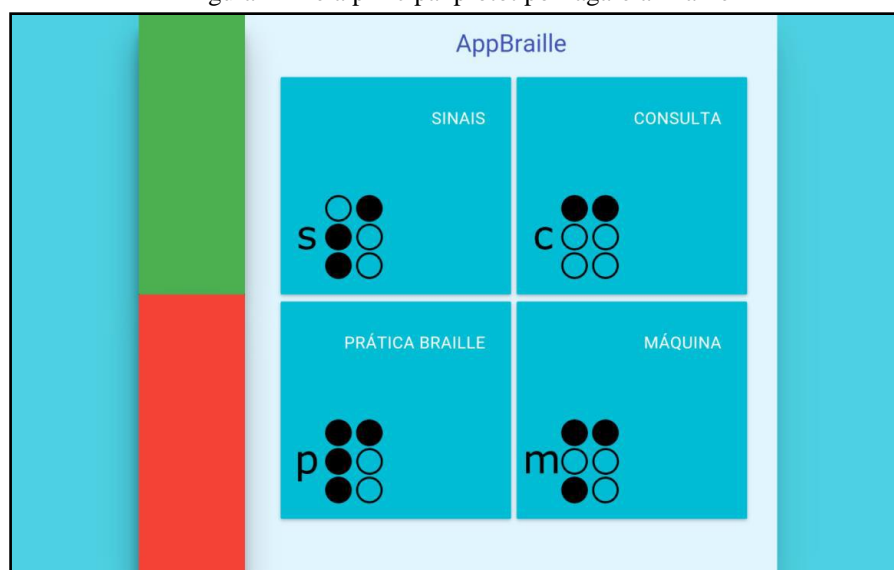 AppBraille
SINAIS
CONSULTA
s
c
PRÁTICA BRAILLE
MÁQUINA
p
m